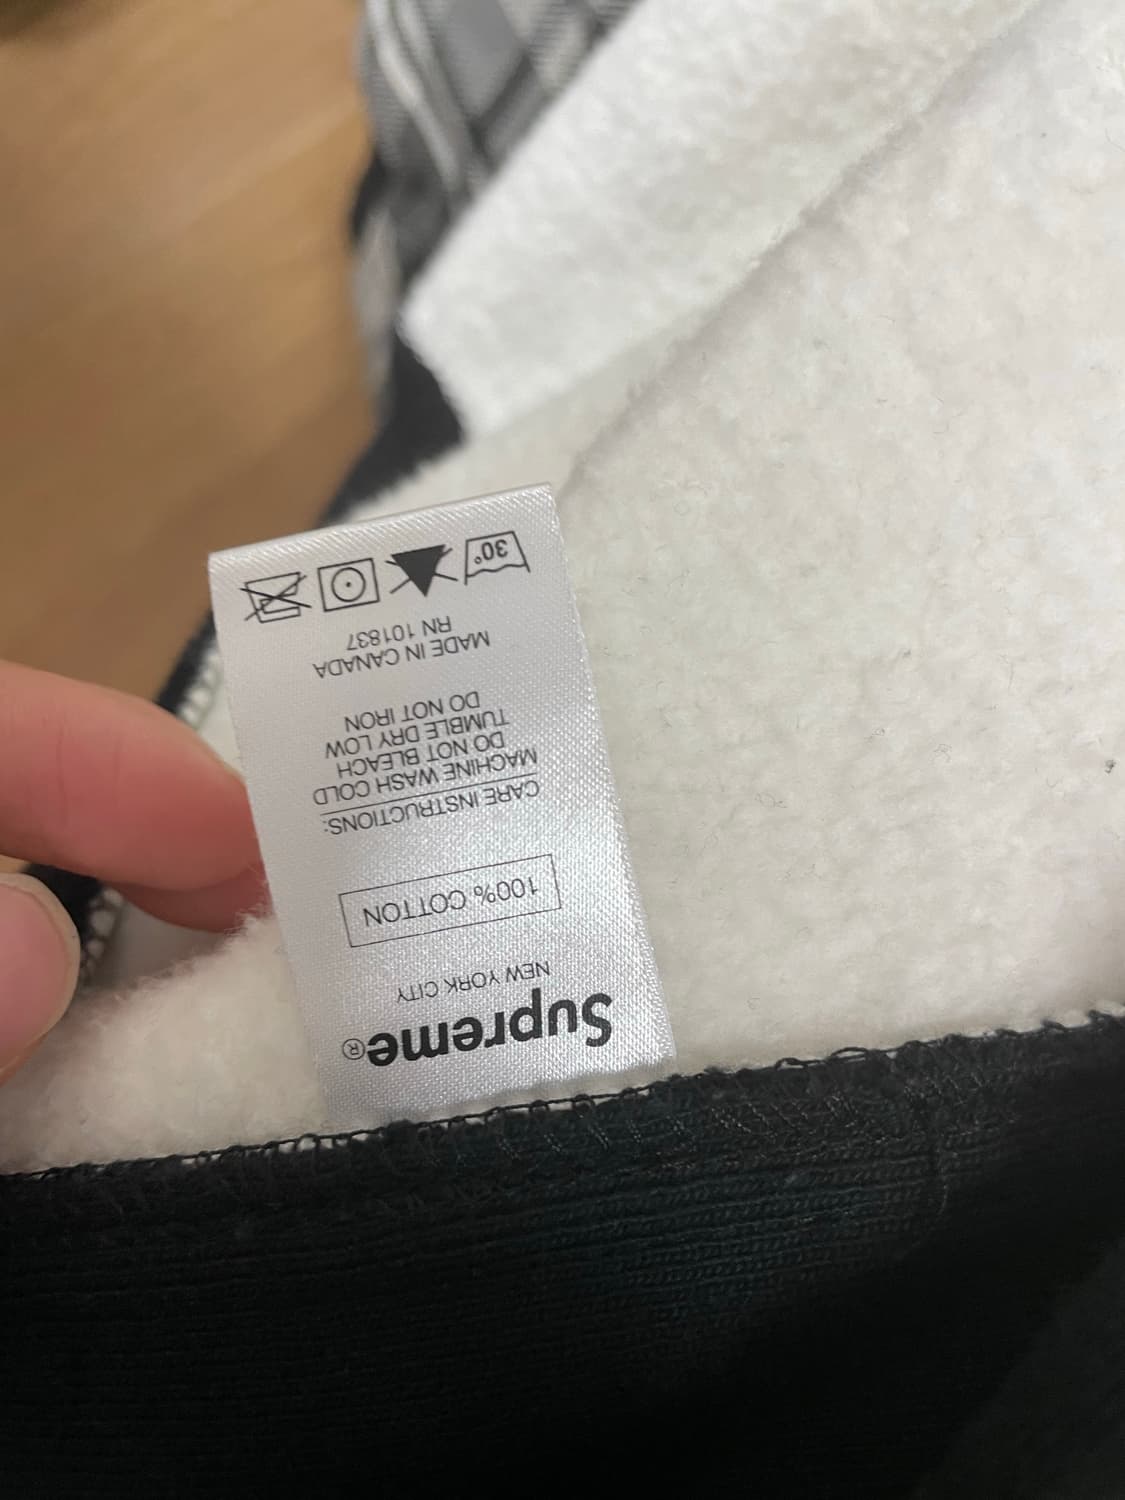 Supreme®
NEW YORK CITY
100% COTTON
CARE INSTRUCTIONS:
MACHINE WASH COLD
DO NOT BLEACH
TUMBLE DRY LOW
DO NOT IRON
MADE IN CANADA
RN 101837
30°